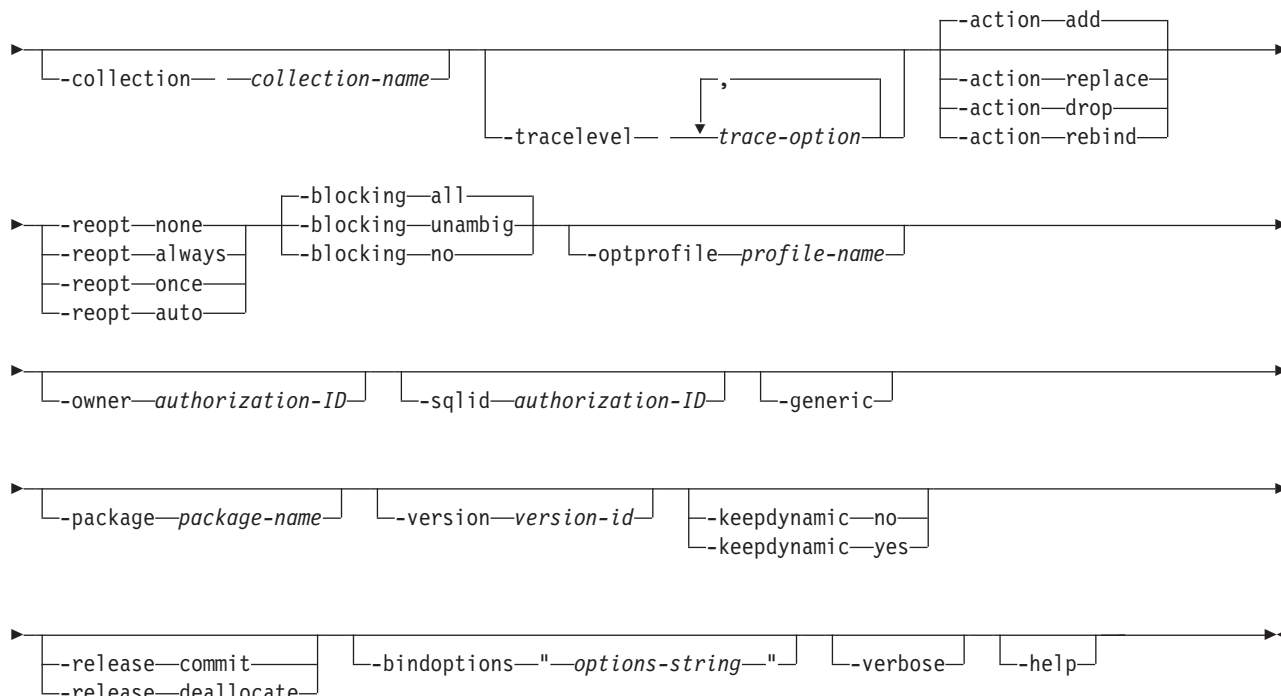 -action add
-collection collection-name , -action replace
-action drop
-tracelevel trace-option -action rebind
-blocking all
-reopt none -blocking unambig
-reopt always -blocking no -optprofile profile-name
-reopt once
-reopt auto
-owner authorization-ID -sqlid authorization-ID -generic
-package package-name -version version-id -keepdynamic no
-keepdynamic yes
-release commit -bindoptions " options-string " -verbose -help
-release deallocate